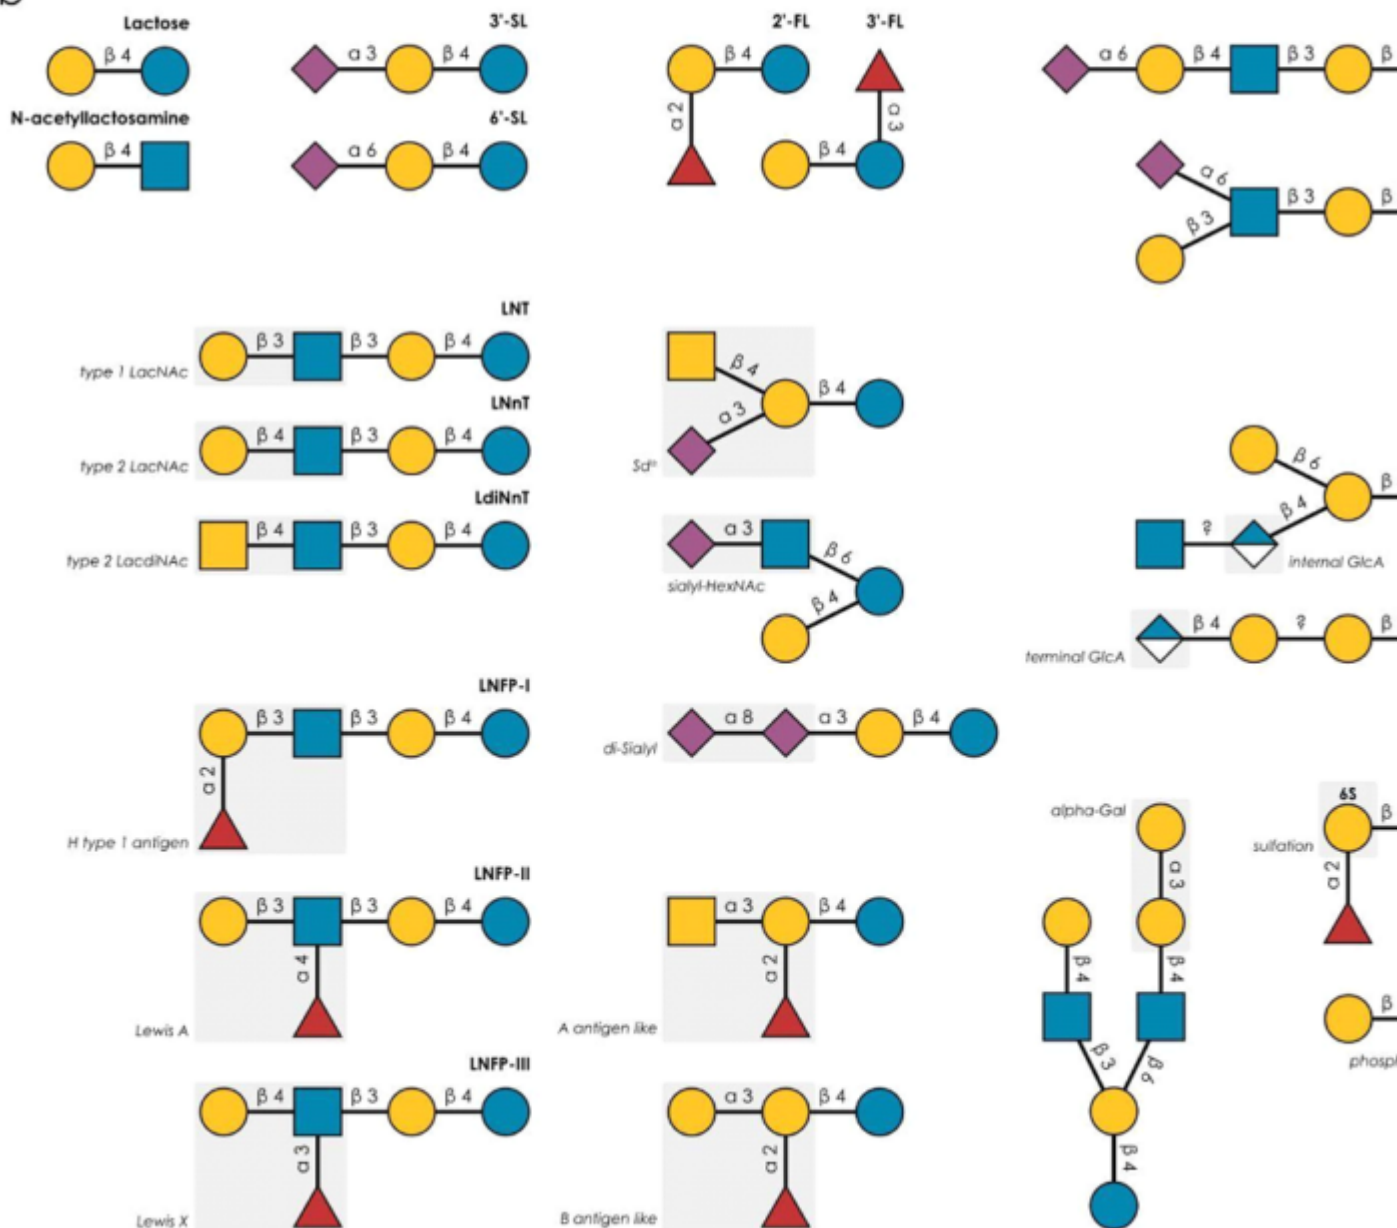 Lactose
β 4
N-acetyllactosamine
β 4
3'-SL
α 3 β 4
6'-SL
α 6 β 4
2'-FL
β 4
α 2
3'-FL
α 3
β 4
α 6 β 4 β 3 β
α 6
β 3
β 3 β
LNT
β 3 β 3 β 4
type 1 LacNAc
LNnT
β 4 β 3 β 4
type 2 LacNAc
LdiNnT
β 4 β 3 β 4
type 2 LacdiNAc
β 4
α 3
β 4
Sdª
α 3
β 6
sialyl-HexNAc
β 4
β 6
β
β 4
?
internal GlcA
β 4 ? β
terminal GlcA
LNFP-I
β 3 β 3 β 4
α 2
H type 1 antigen
α 8 α 3 β 4
di-Sialyl
alpha-Gal
α 3
β 4 β 4
β 3 β 6
β 4
6S
β
sulfation
α 2
β
LNFP-II
β 3 β 3 β 4
α 4
Lewis A
α 3 β 4
α 2
A antigen like
LNFP-III
β 4 β 3 β 4
α 3
Lewis X
α 3 β 4
α 2
B antigen like